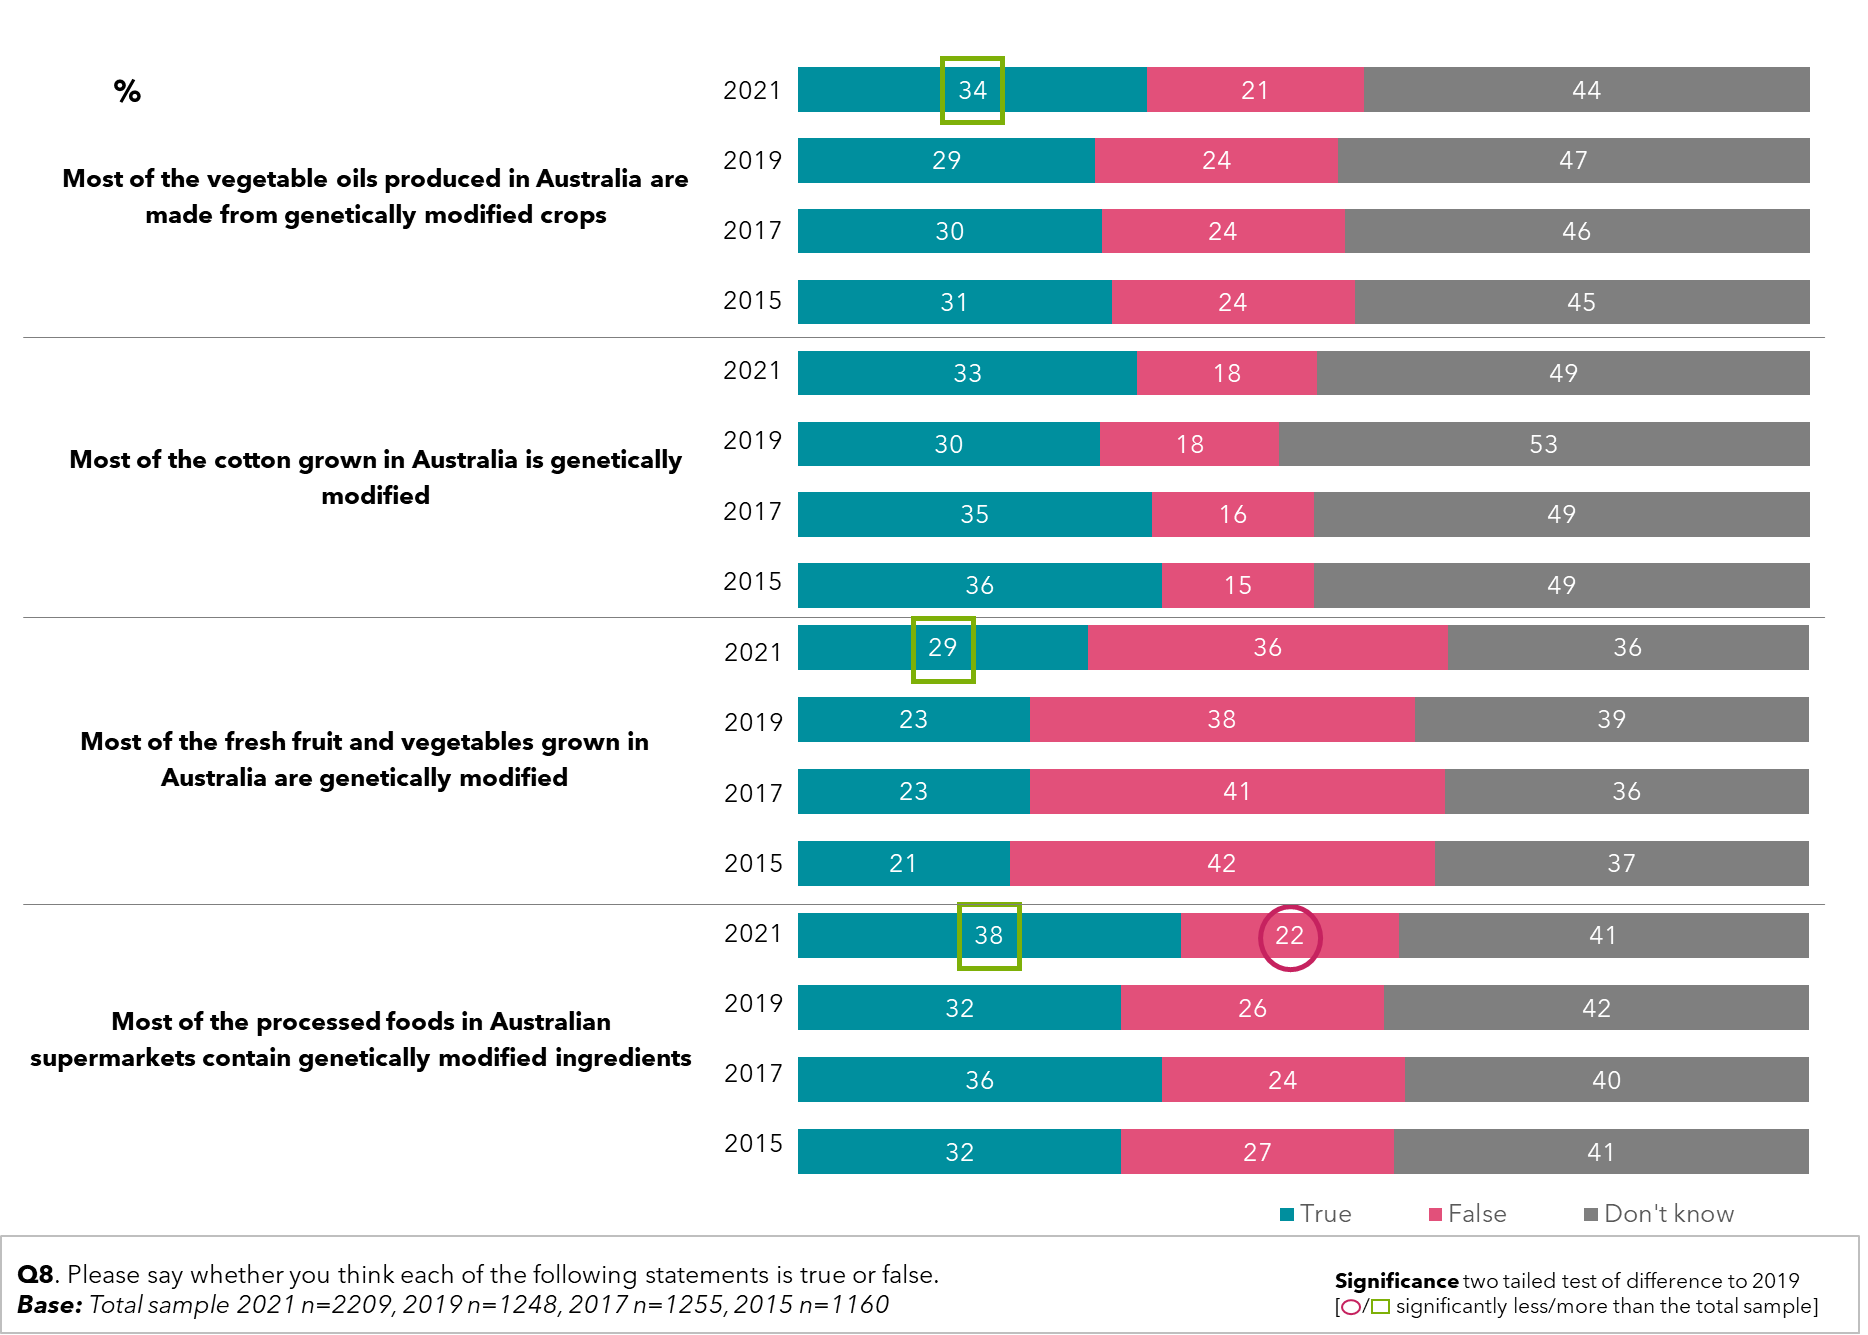 %
2021 34 21 44
2019 29 24 47
Most of the vegetable oils produced in Australia are
made from genetically modified crops
2017 30 24 46
2015 31 24 45
2021 33 18 49
2019 30 18 53
Most of the cotton grown in Australia is genetically
modified
2017 35 16 49
2015 36 15 49
2021 29 36 36
2019 23 38 39
Most of the fresh fruit and vegetables grown in
Australia are genetically modified
2017 23 41 36
2015 21 42 37
2021 38 22 41
2019 32 26 42
Most of the processed foods in Australian
supermarkets contain genetically modified ingredients
2017 36 24 40
2015 32 27 41
True False Don't know
Q8. Please say whether you think each of the following statements is true or false.
Base: Total sample 2021 n=2209, 2019 n=1248, 2017 n=1255, 2015 n=1160
Significance two tailed test of difference to 2019
[○/□ significantly less/more than the total sample]